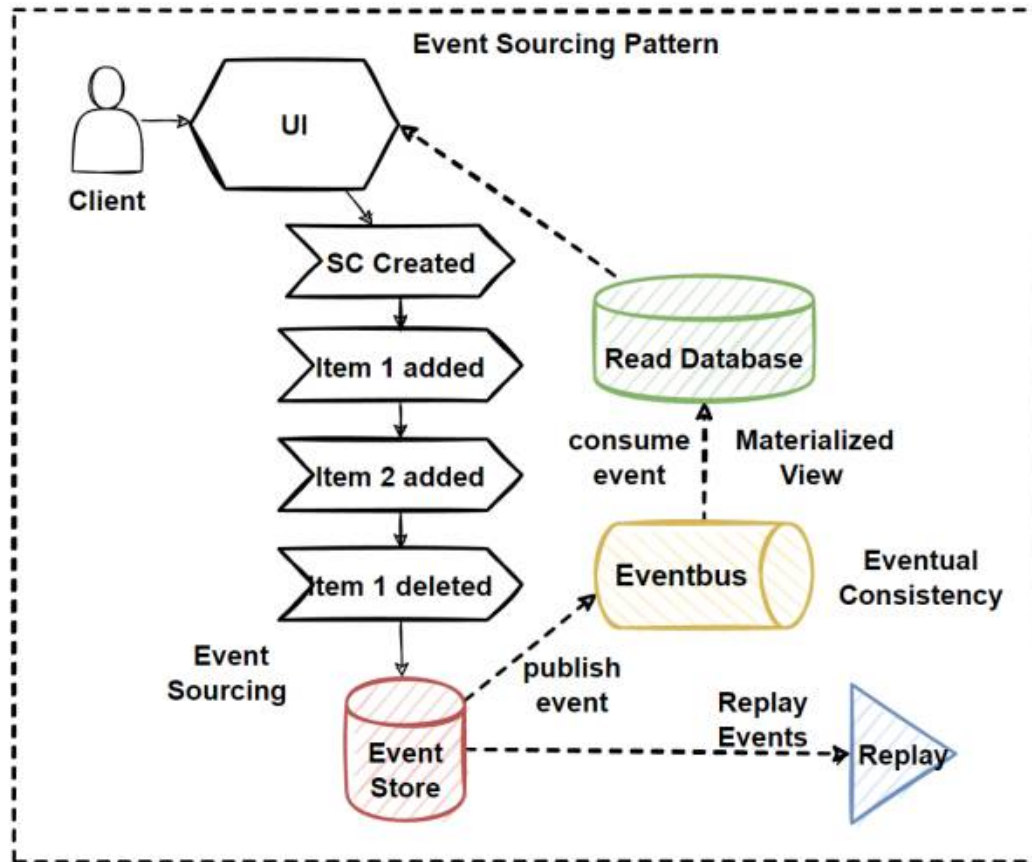 Event Sourcing Pattern
UI
Client
SC Created
Item 1 added
Read Database
consume
event
Materialized
View
Item 2 added
Item 1 deleted
Eventbus
Eventual
Consistency
Event
Sourcing
publish
event
Replay
Events
Event
Store
Replay